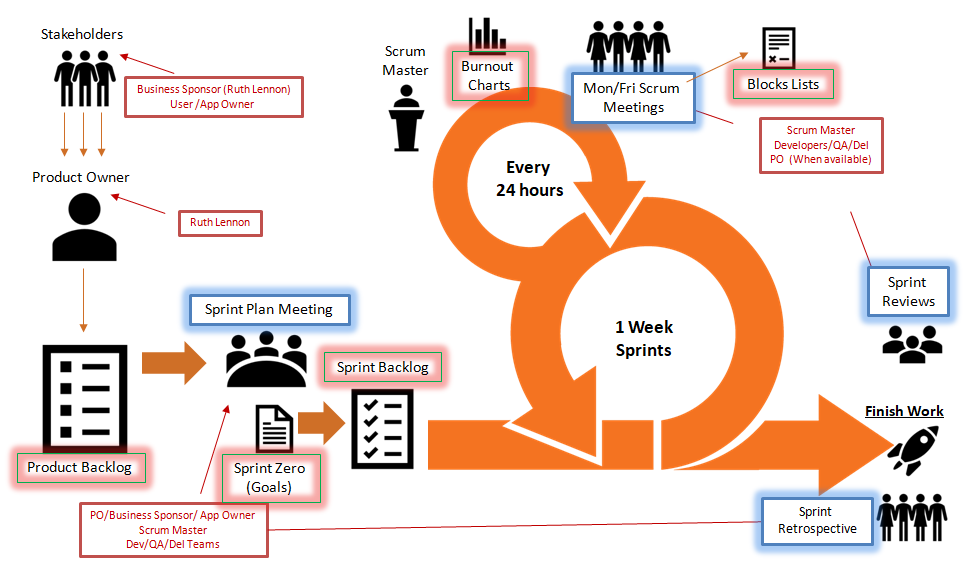 Stakeholders
Business Sponsor (Ruth Lennon)
User /App Owner
Product Owner
Ruth Lennon
Scrum
Master
Burnout
Charts
Mon/Fri Scrum
Meetings
Blocks Lists
Scrum Master
Developers/QA/Del
PO (When available)
Every
24 hours
Sprint Plan Meeting
Sprint Backlog
1 Week
Sprints
Sprint
Reviews
Finish Work
Product Backlog
Sprint Zero
(Goals)
PO/Business Sponsor/ App Owner
Scrum Master
Dev/QA/Del Teams
Sprint
Retrospective